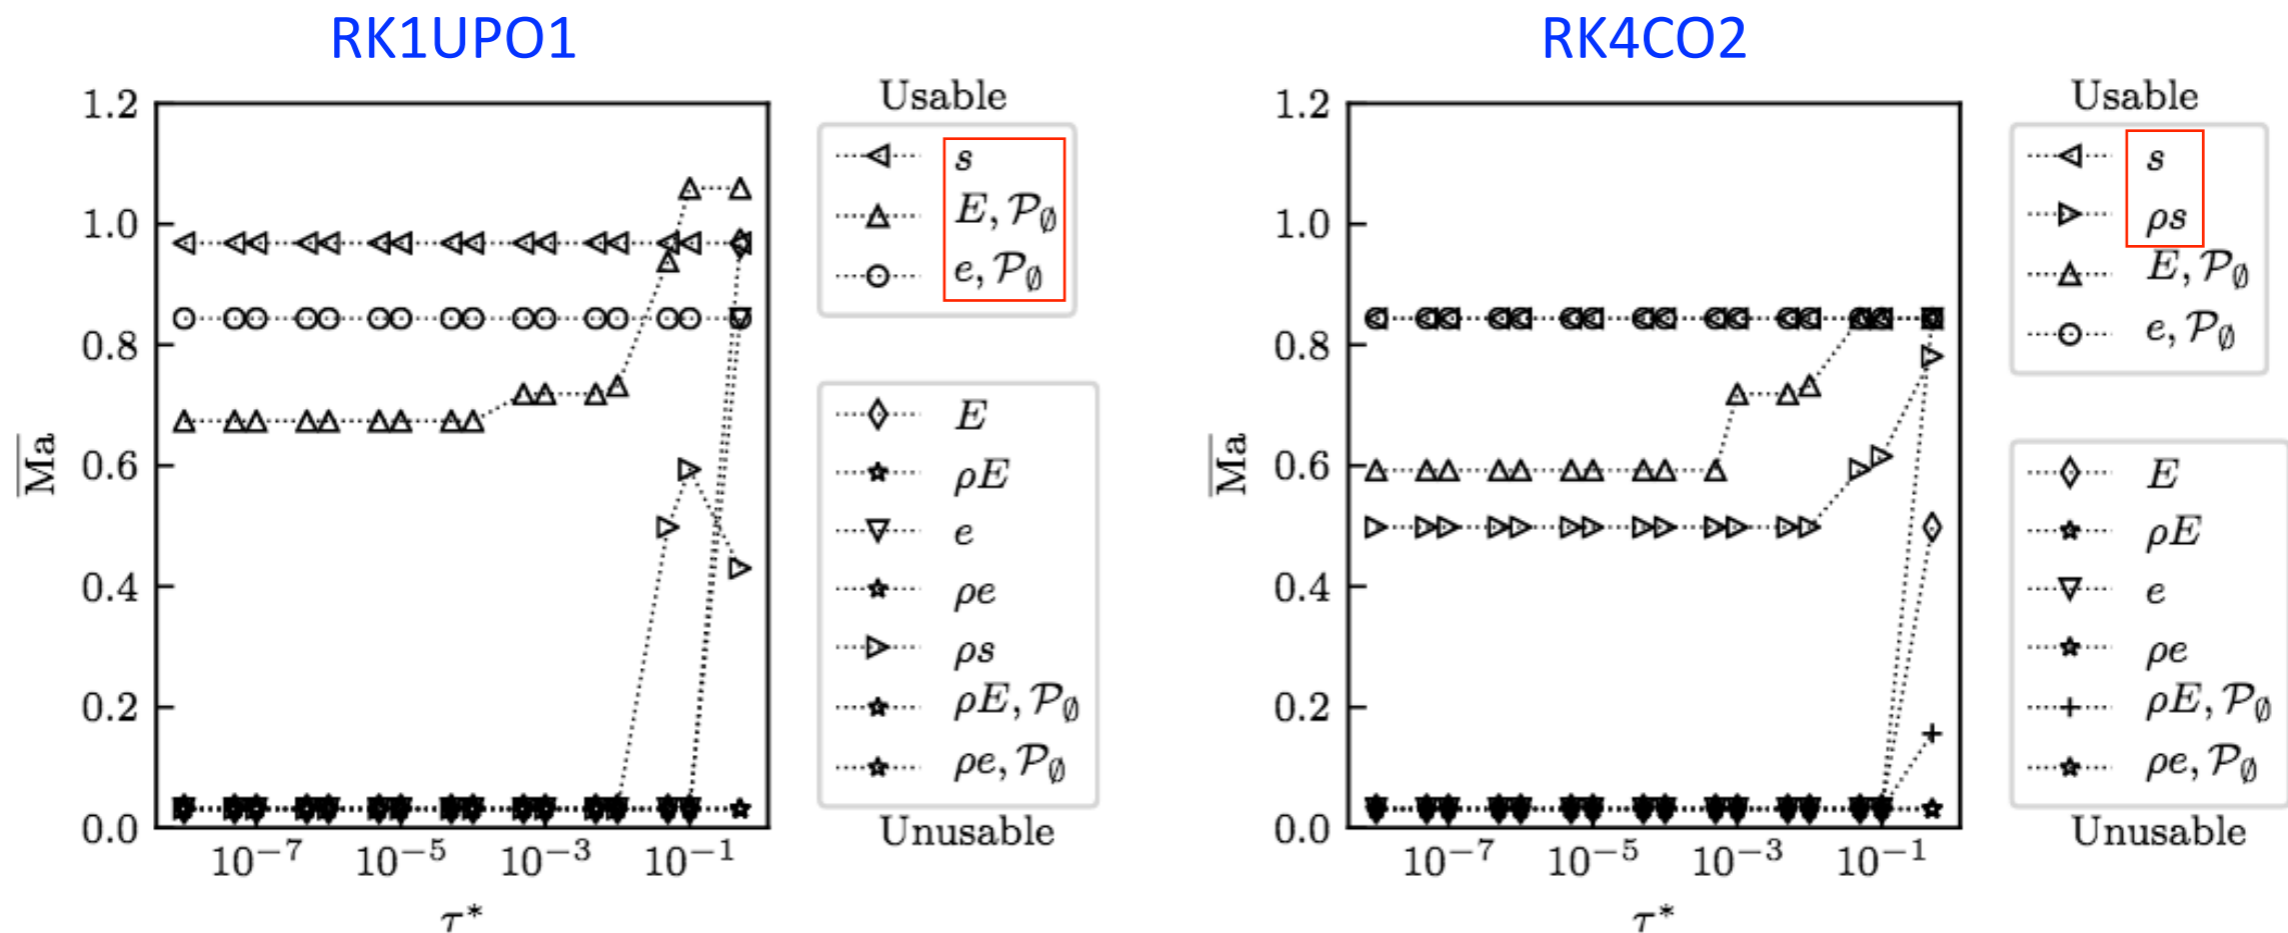 RK1UPO1
1.2
1.0
0.8
0.6
0.4
0.2
0.0
Ma
10⁻⁷
10⁻⁵
10⁻³
10⁻¹
τ*
Usable
s
E, 𝒫∅
e, 𝒫∅
E
ρE
e
ρe
ρs
ρE, 𝒫∅
ρe, 𝒫∅
Unusable
RK4CO2
1.2
1.0
0.8
0.6
0.4
0.2
0.0
Ma
10⁻⁷
10⁻⁵
10⁻³
10⁻¹
τ*
Usable
s
ρs
E, 𝒫∅
e, 𝒫∅
E
ρE
e
ρe
ρE, 𝒫∅
ρe, 𝒫∅
Unusable